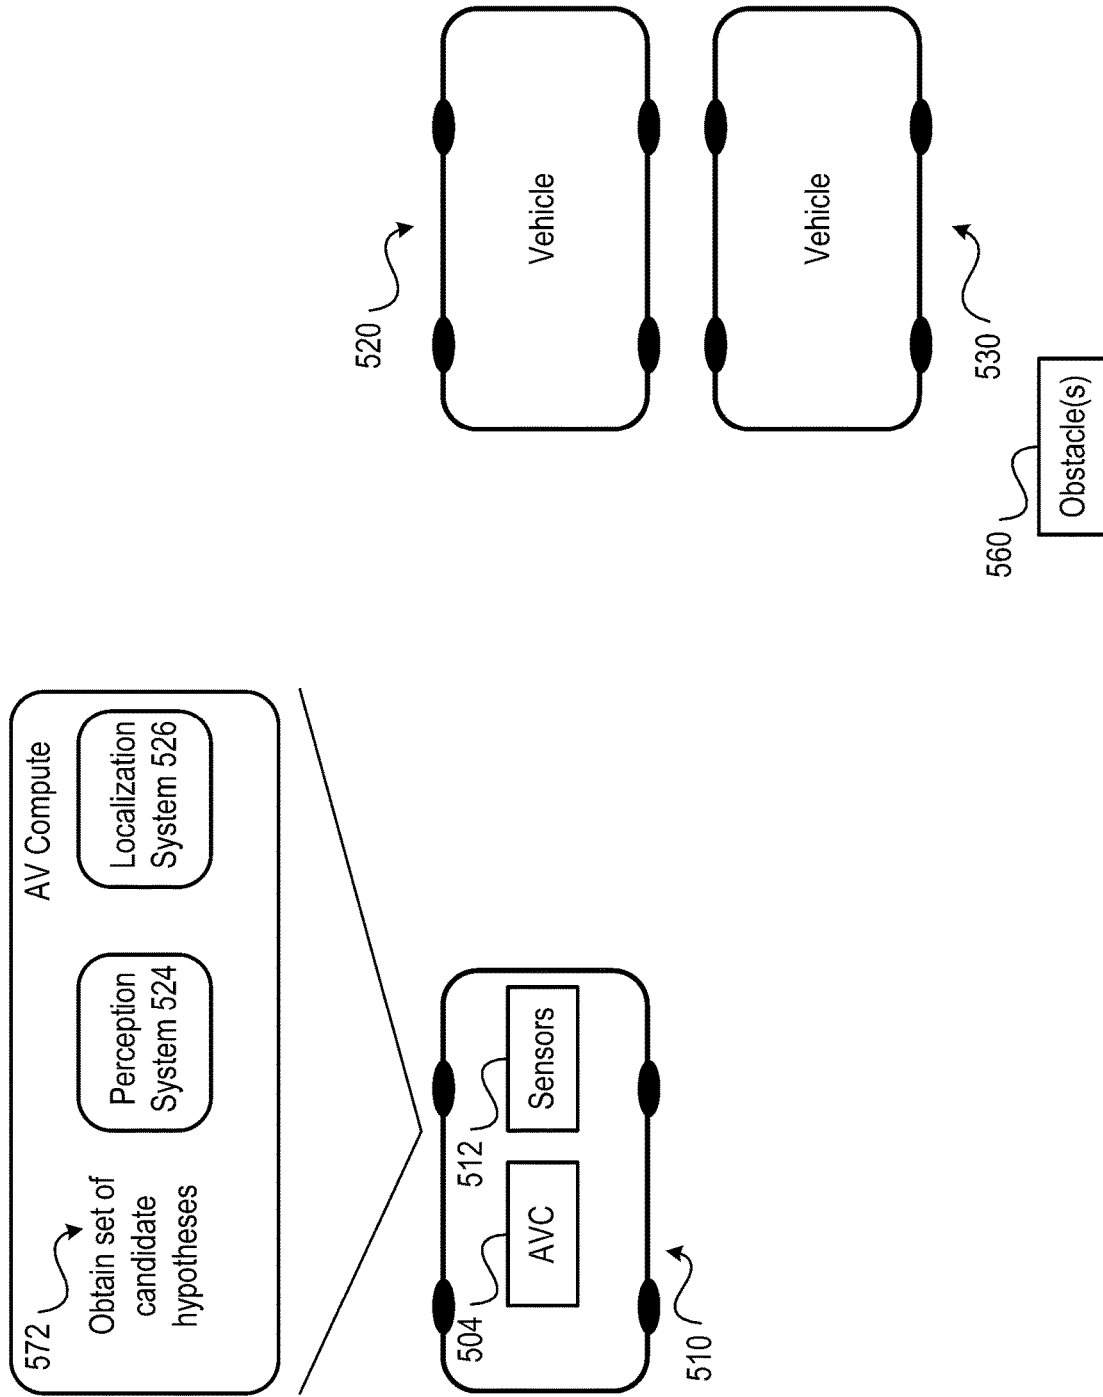 572
Obtain set of
candidate
hypotheses
Perception
System 524
AV Compute
Localization
System 526
504
AVC
512
Sensors
510
520
Vehicle
Vehicle
530
560
Obstacle(s)